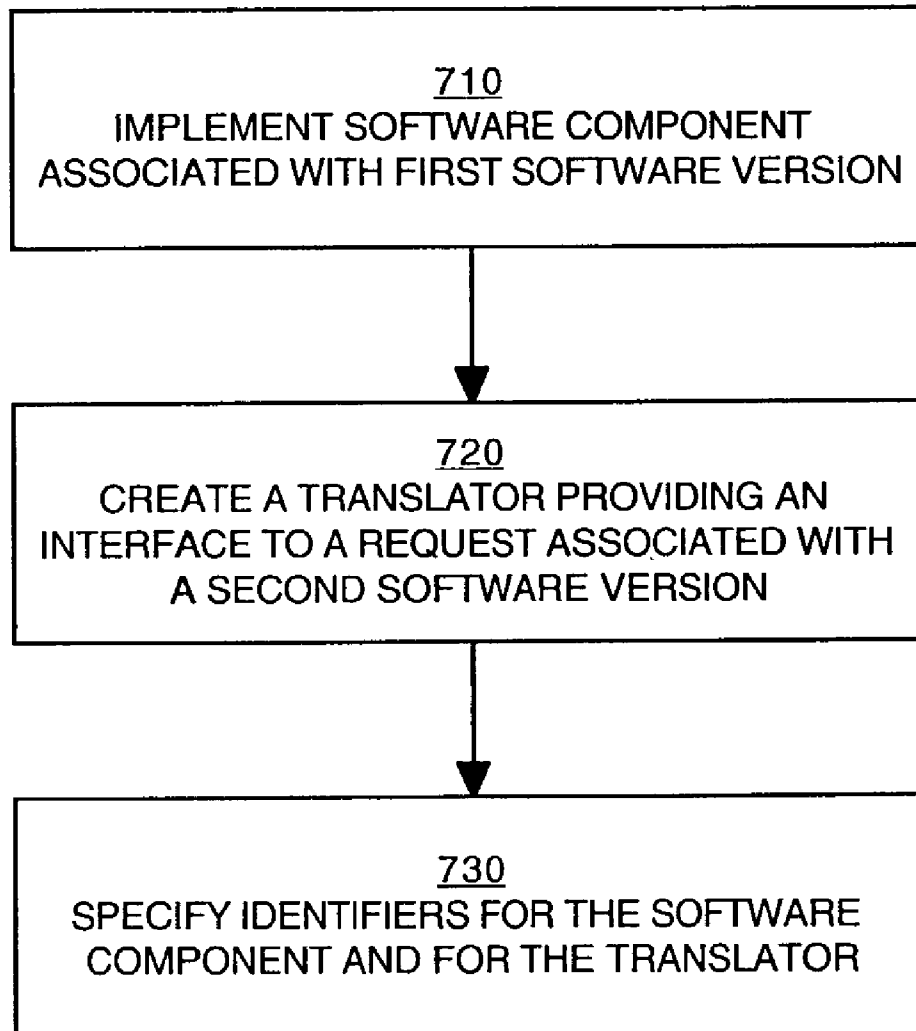 710
IMPLEMENT SOFTWARE COMPONENT
ASSOCIATED WITH FIRST SOFTWARE VERSION
720
CREATE A TRANSLATOR PROVIDING AN
INTERFACE TO A REQUEST ASSOCIATED WITH
A SECOND SOFTWARE VERSION
730
SPECIFY IDENTIFIERS FOR THE SOFTWARE
COMPONENT AND FOR THE TRANSLATOR